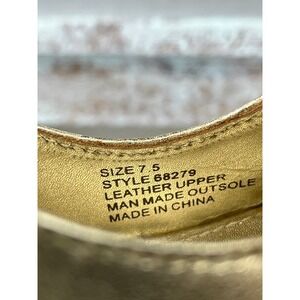 SIZE 7.5
STYLE 68279
LEATHER UPPER
MAN MADE OUTSOLE
MADE IN CHINA